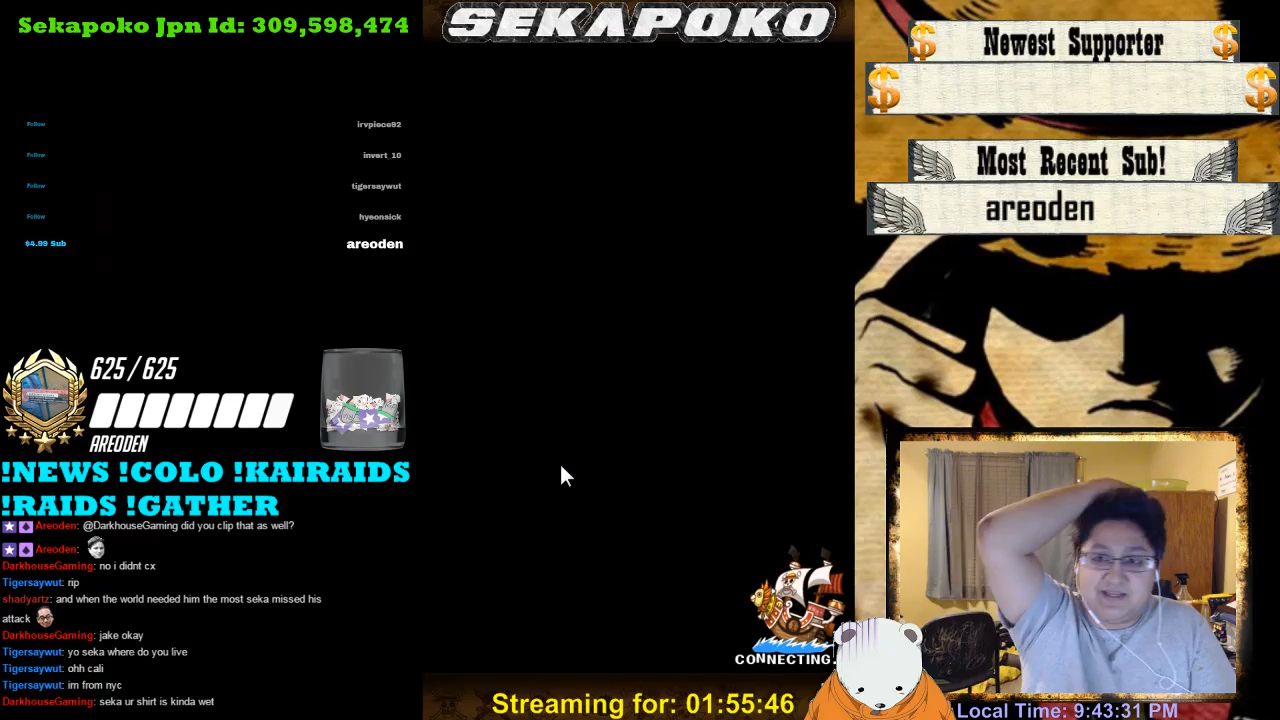 Sekapoko Jpn Id: 309,598,474
SEKAPOKO
Newest Supporter
Most Recent Sub!
areoden
Follow irvpiece92
Follow invert_10
Follow tigersaywut
Follow hyeonsick
$4.99 Sub areoden
625/625
AREODEN
!NEWS !COLO !KAIRAIDS
!RAIDS !GATHER
Areoden: @DarkhouseGaming did you clip that as well?
Areoden:
DarkhouseGaming: no i didnt cx
Tigersaywut: rip
shadyartz: and when the world needed him the most seka missed his
attack
DarkhouseGaming: jake okay
Tigersaywut: yo seka where do you live
Tigersaywut: ohh cali
Tigersaywut: im from nyc
DarkhouseGaming: seka ur shirt is kinda wet
CONNECTING.
Streaming for: 01:55:46
Local Time: 9:43:31 PM